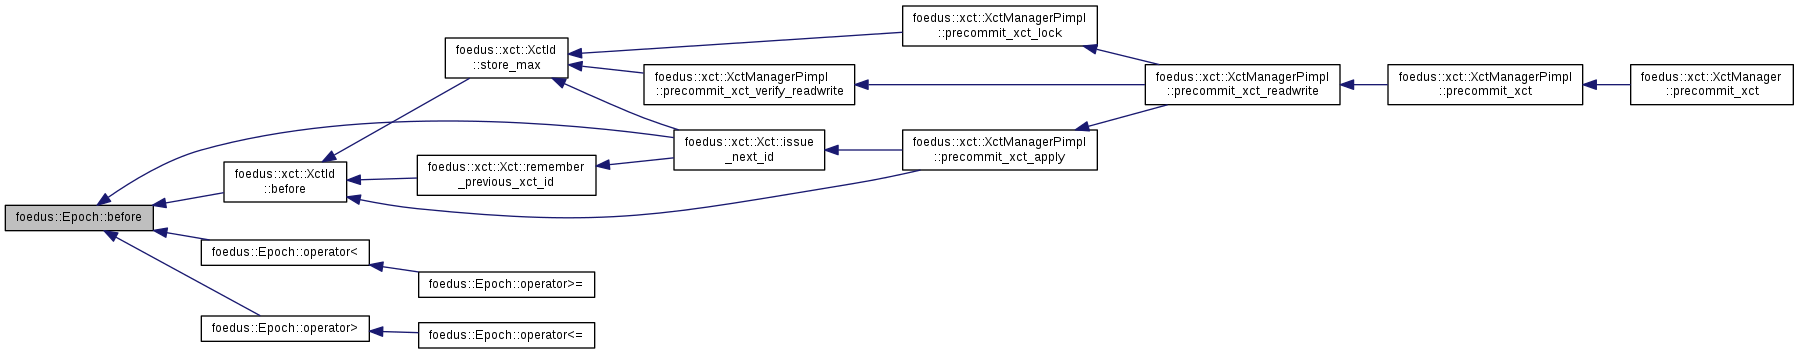 foedus::xct::XctManagerPimpl
::precommit_xct_lock
foedus::xct::XctId
::store_max
foedus::xct::XctManagerPimpl
::precommit_xct_verify_readwrite
foedus::xct::XctManagerPimpl
::precommit_xct_readwrite
foedus::xct::XctManagerPimpl
::precommit_xct
foedus::xct::XctManager
::precommit_xct
foedus::xct::Xct::issue
_next_id
foedus::xct::XctManagerPimpl
::precommit_xct_apply
foedus::xct::XctId
::before
foedus::xct::Xct::remember
_previous_xct_id
foedus::Epoch::before
foedus::Epoch::operator<
foedus::Epoch::operator>=
foedus::Epoch::operator>
foedus::Epoch::operator<=